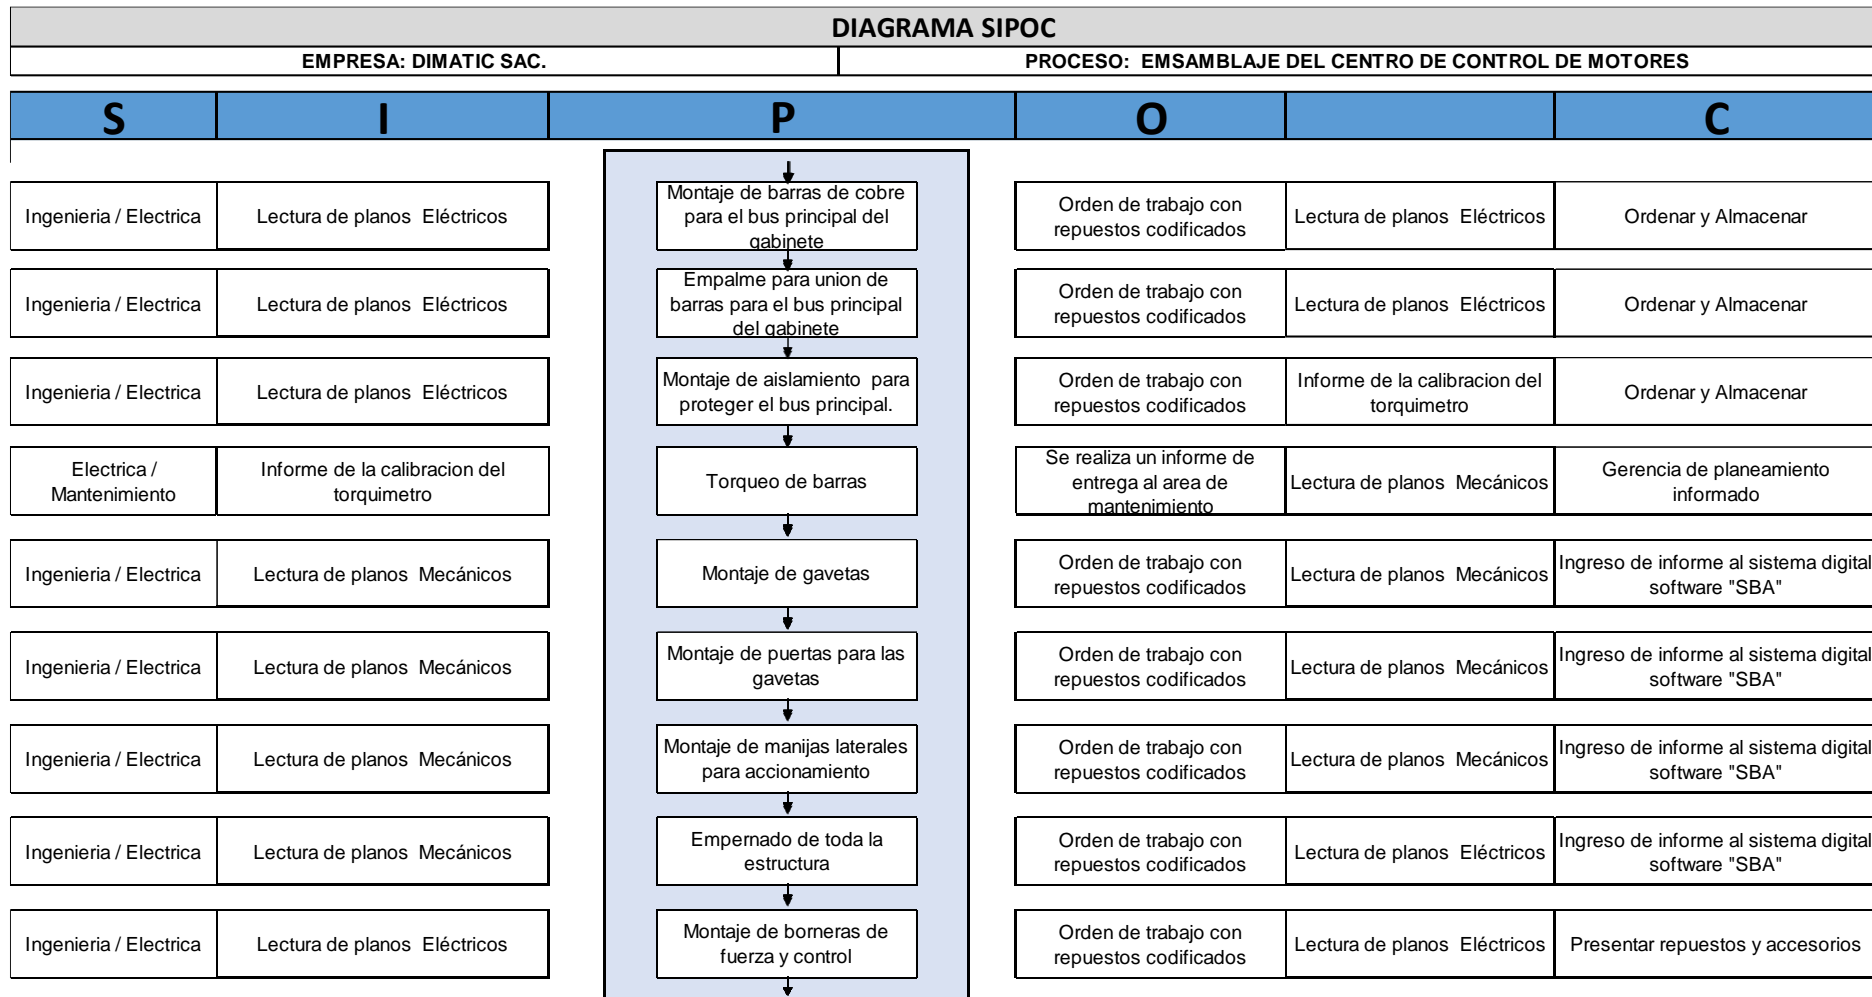 DIAGRAMA SIPOC
EMPRESA: DIMATIC SAC.
PROCESO: EMSAMBLAJE DEL CENTRO DE CONTROL DE MOTORES
S
I
P
O
C
Ingenieria / Electrica
Lectura de planos Eléctricos
Montaje de barras de cobre
para el bus principal del
gabinete
Orden de trabajo con
repuestos codificados
Lectura de planos Eléctricos
Ordenar y Almacenar
Ingenieria / Electrica
Lectura de planos Eléctricos
Empalme para union de
barras para el bus principal
del gabinete
Orden de trabajo con
repuestos codificados
Lectura de planos Eléctricos
Ordenar y Almacenar
Ingenieria / Electrica
Lectura de planos Eléctricos
Montaje de aislamiento para
proteger el bus principal.
Orden de trabajo con
repuestos codificados
Informe de la calibracion del
torquimetro
Ordenar y Almacenar
Electrica /
Mantenimiento
Informe de la calibracion del
torquimetro
Torqueo de barras
Se realiza un informe de
entrega al area de
mantenimiento
Lectura de planos Mecánicos
Gerencia de planeamiento
informado
Ingenieria / Electrica
Lectura de planos Mecánicos
Montaje de gavetas
Orden de trabajo con
repuestos codificados
Lectura de planos Mecánicos
Ingreso de informe al sistema digital
software "SBA"
Ingenieria / Electrica
Lectura de planos Mecánicos
Montaje de puertas para las
gavetas
Orden de trabajo con
repuestos codificados
Lectura de planos Mecánicos
Ingreso de informe al sistema digital
software "SBA"
Ingenieria / Electrica
Lectura de planos Mecánicos
Montaje de manijas laterales
para accionamiento
Orden de trabajo con
repuestos codificados
Lectura de planos Mecánicos
Ingreso de informe al sistema digital
software "SBA"
Ingenieria / Electrica
Lectura de planos Mecánicos
Empernado de toda la
estructura
Orden de trabajo con
repuestos codificados
Lectura de planos Eléctricos
Ingreso de informe al sistema digital
software "SBA"
Ingenieria / Electrica
Lectura de planos Eléctricos
Montaje de borneras de
fuerza y control
Orden de trabajo con
repuestos codificados
Lectura de planos Eléctricos
Presentar repuestos y accesorios